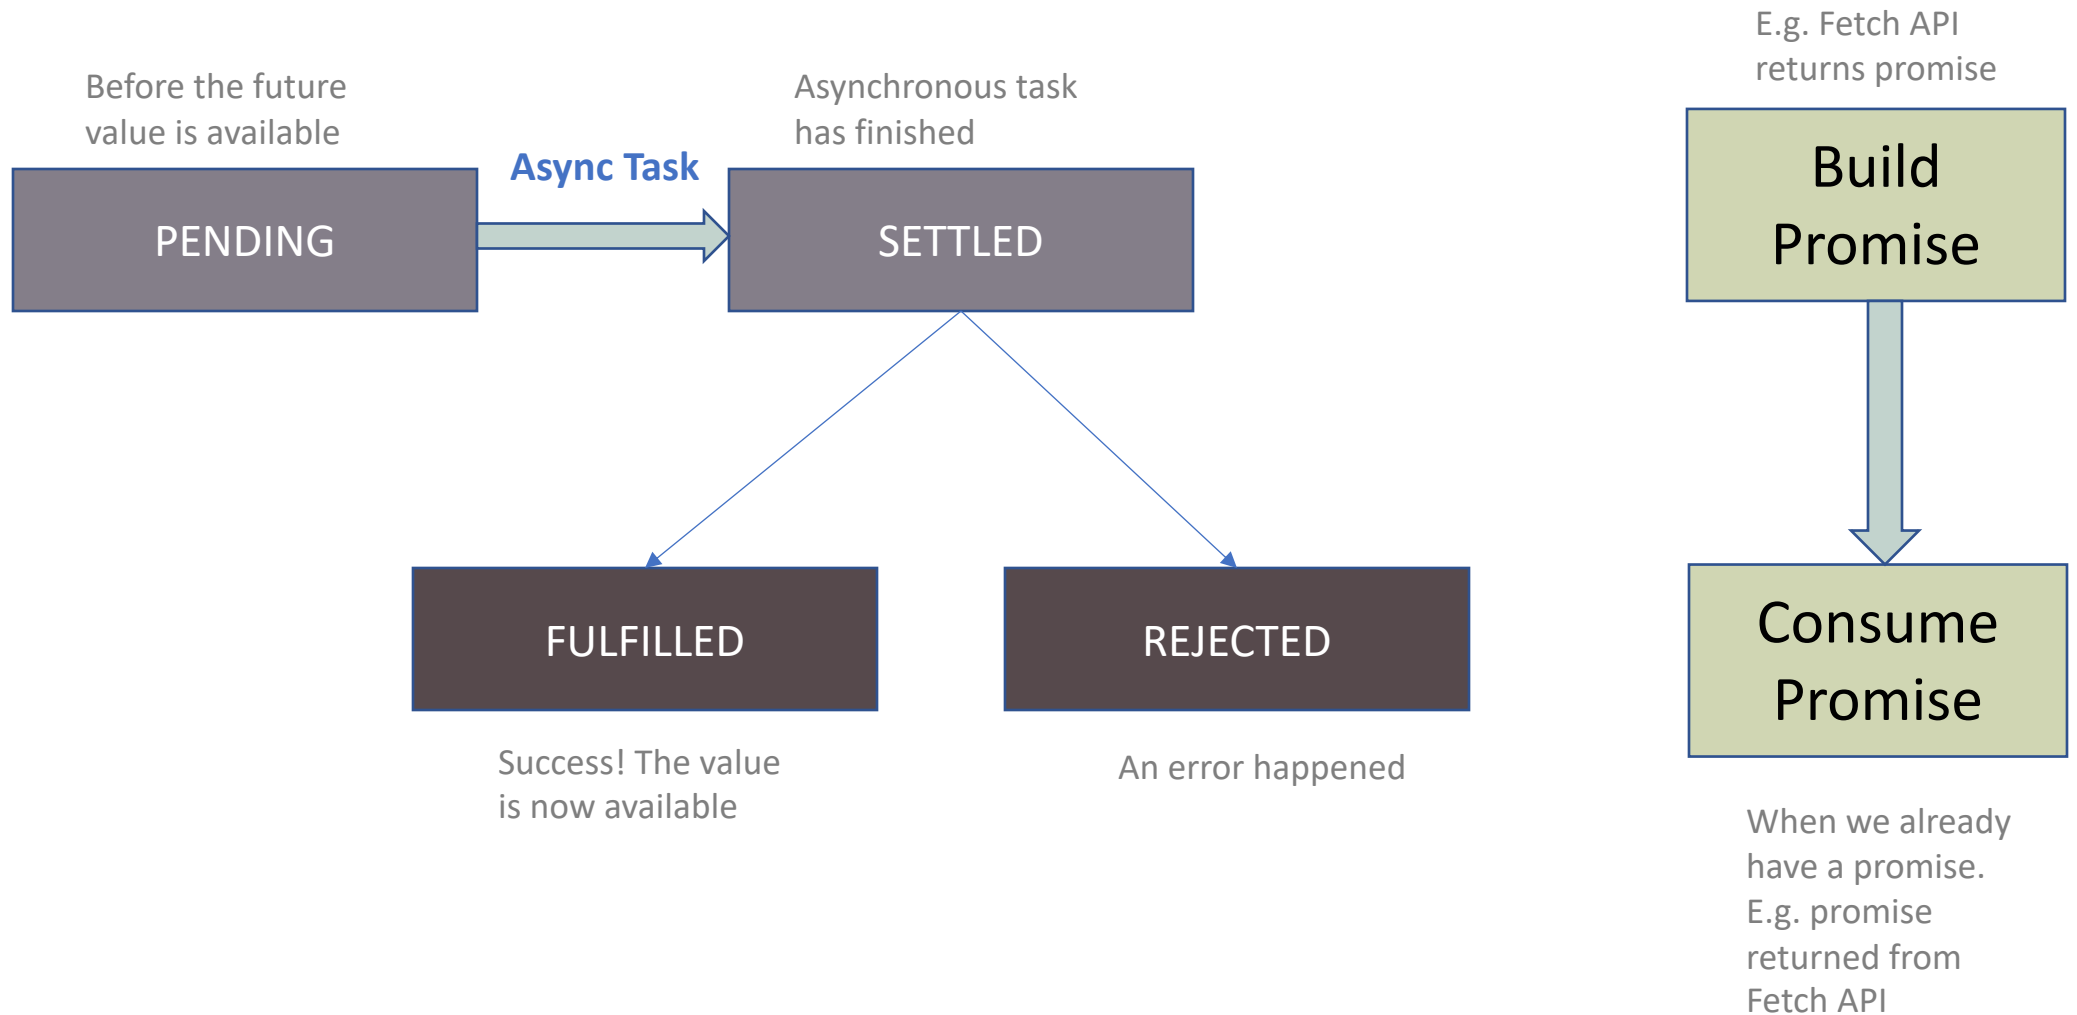 Before the future
value is available
PENDING
Async Task
Asynchronous task
has finished
SETTLED
FULFILLED
Success! The value
is now available
REJECTED
An error happened
E.g. Fetch API
returns promise
Build
Promise
Consume
Promise
When we already
have a promise.
E.g. promise
returned from
Fetch API